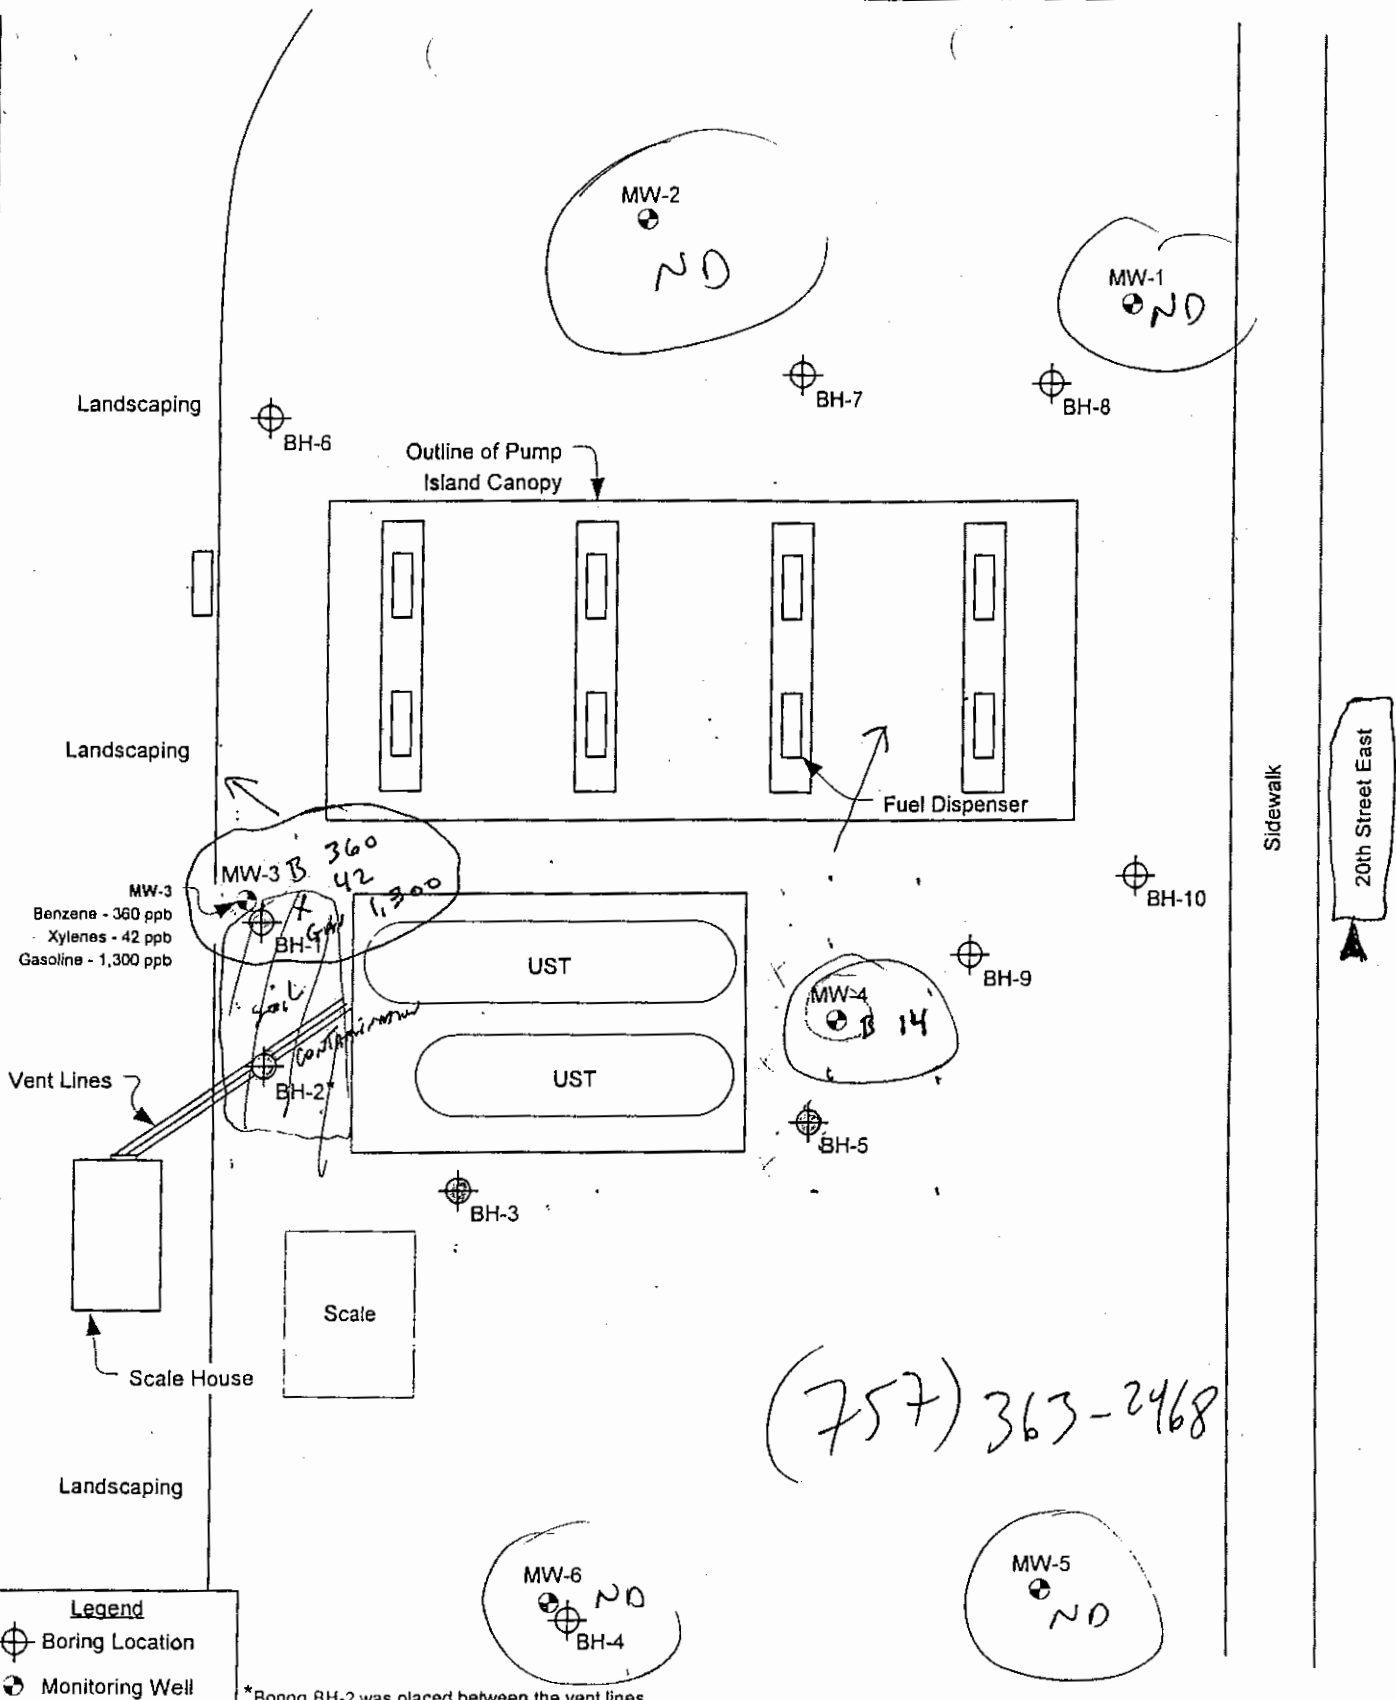 MW-2
ND
MW-1
ND
BH-7
BH-8
Landscaping
BH-6
Outline of Pump
Island Canopy
Landscaping
Fuel Dispenser
Sidewalk
20th Street East
MW-3 B 360
42
X
Gas 1,300
MW-3
Benzene - 360 ppb
Xylenes - 42 ppb
Gasoline - 1,300 ppb
BH-1
BH-10
UST
BH-9
MW-4
B 14
Soil
Contamination
UST
Vent Lines
BH-2*
BH-5
BH-3
Scale
Scale House
(757) 363-2468
Landscaping
MW-6
ND
BH-4
MW-5
ND
Legend
Boring Location
Monitoring Well
*Boring BH-2 was placed between the vent lines